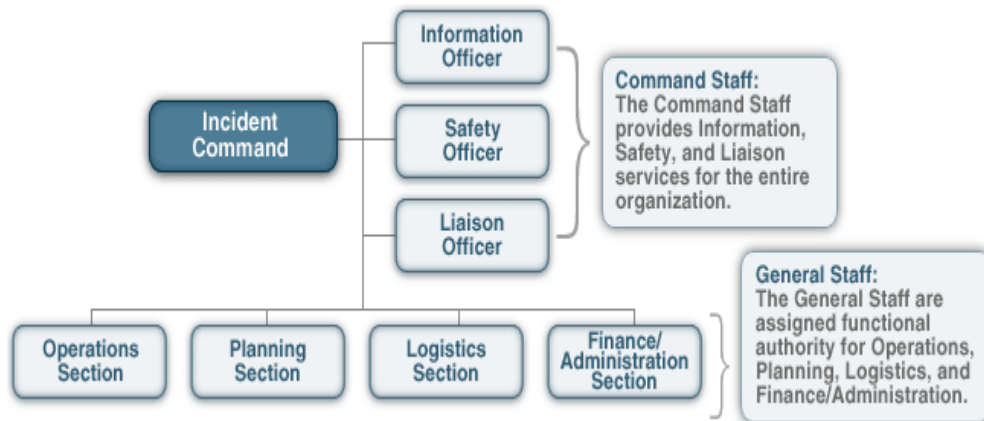 Information
Officer
Command Staff:
The Command Staff
provides Information,
Safety, and Liaison
services for the entire
organization.
Incident
Command
Safety
Officer
Liaison
Officer
General Staff:
The General Staff are
assigned functional
authority for Operations,
Planning, Logistics, and
Finance/Administration.
Operations
Section
Planning
Section
Logistics
Section
Finance/
Administration
Section